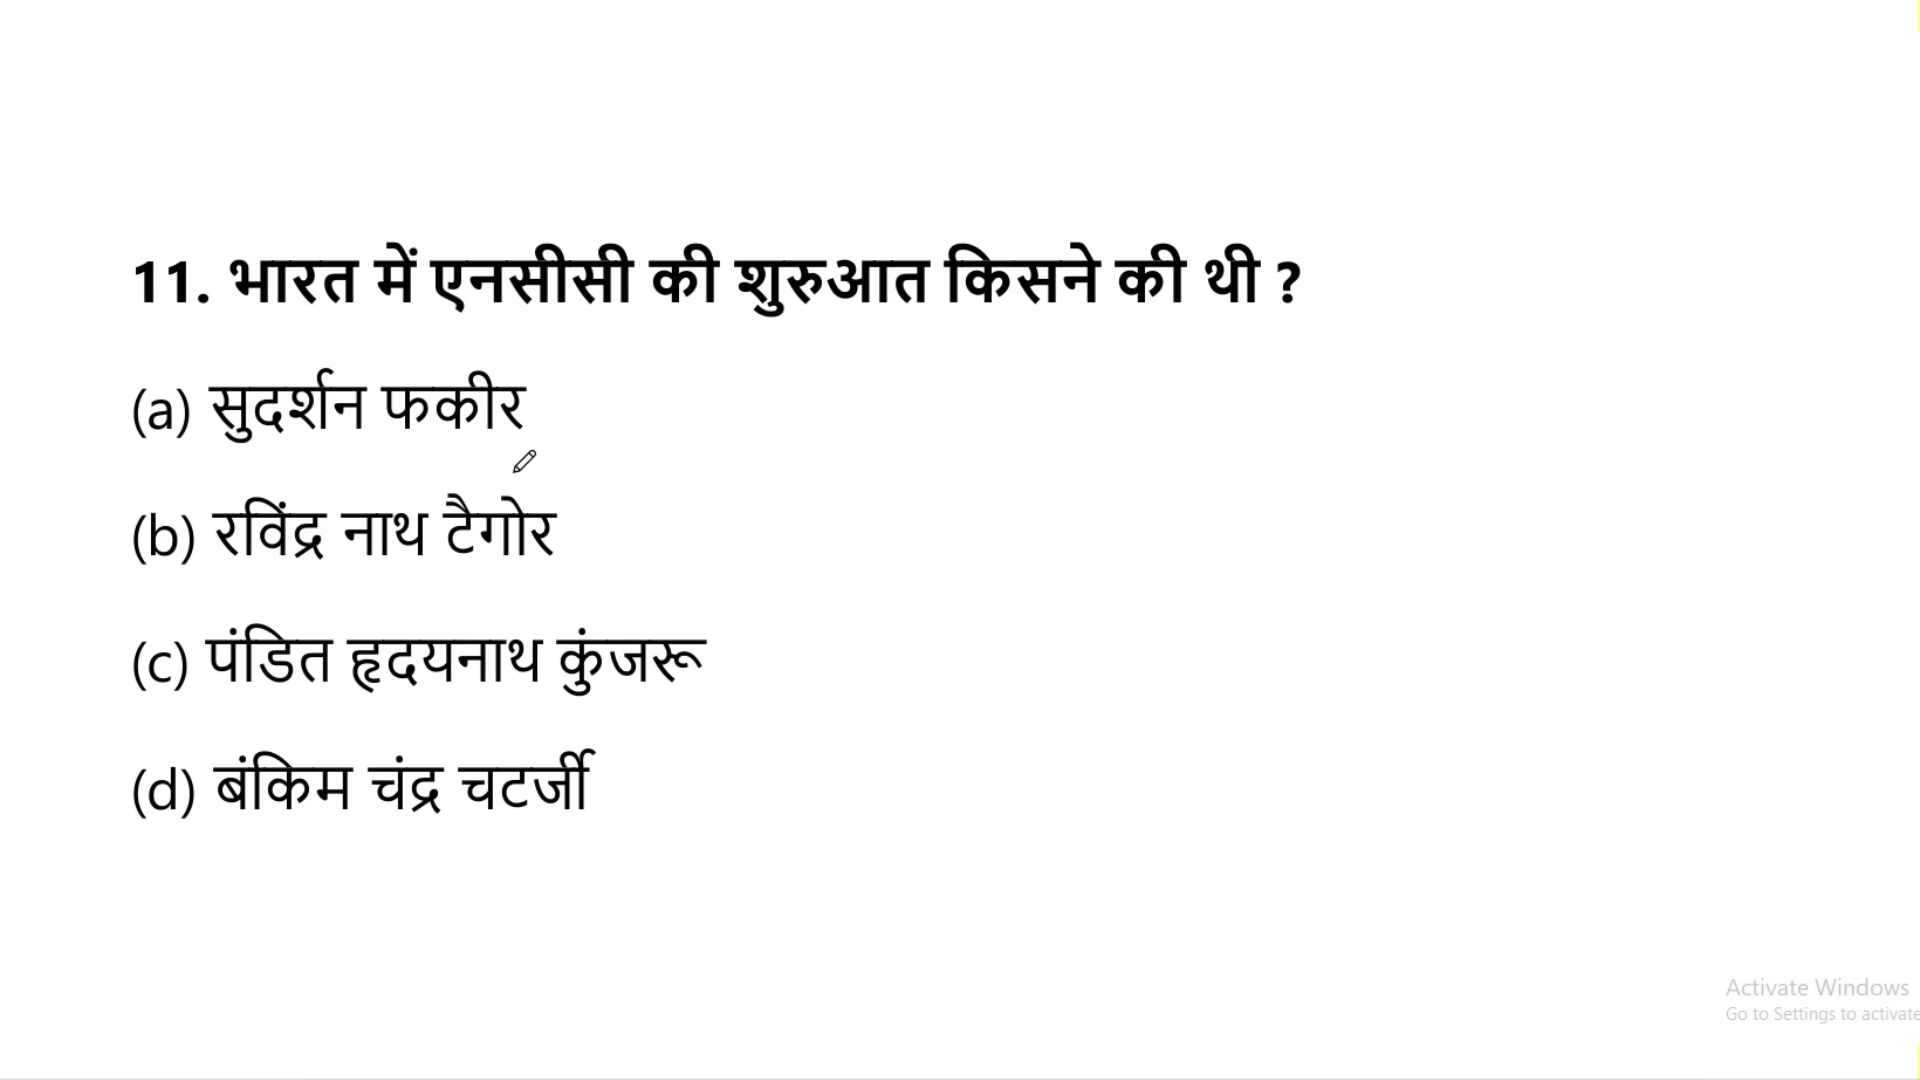 11. भारत में एनसीसी की शुरुआत किसने की थी ?
(a) सुदर्शन फकीर
(b) रविंद्र नाथ टैगोर
(c) पंडित हृदयनाथ कुंजरू
(d) बंकिम चंद्र चटर्जी
Activate Windows
Go to Settings to activate